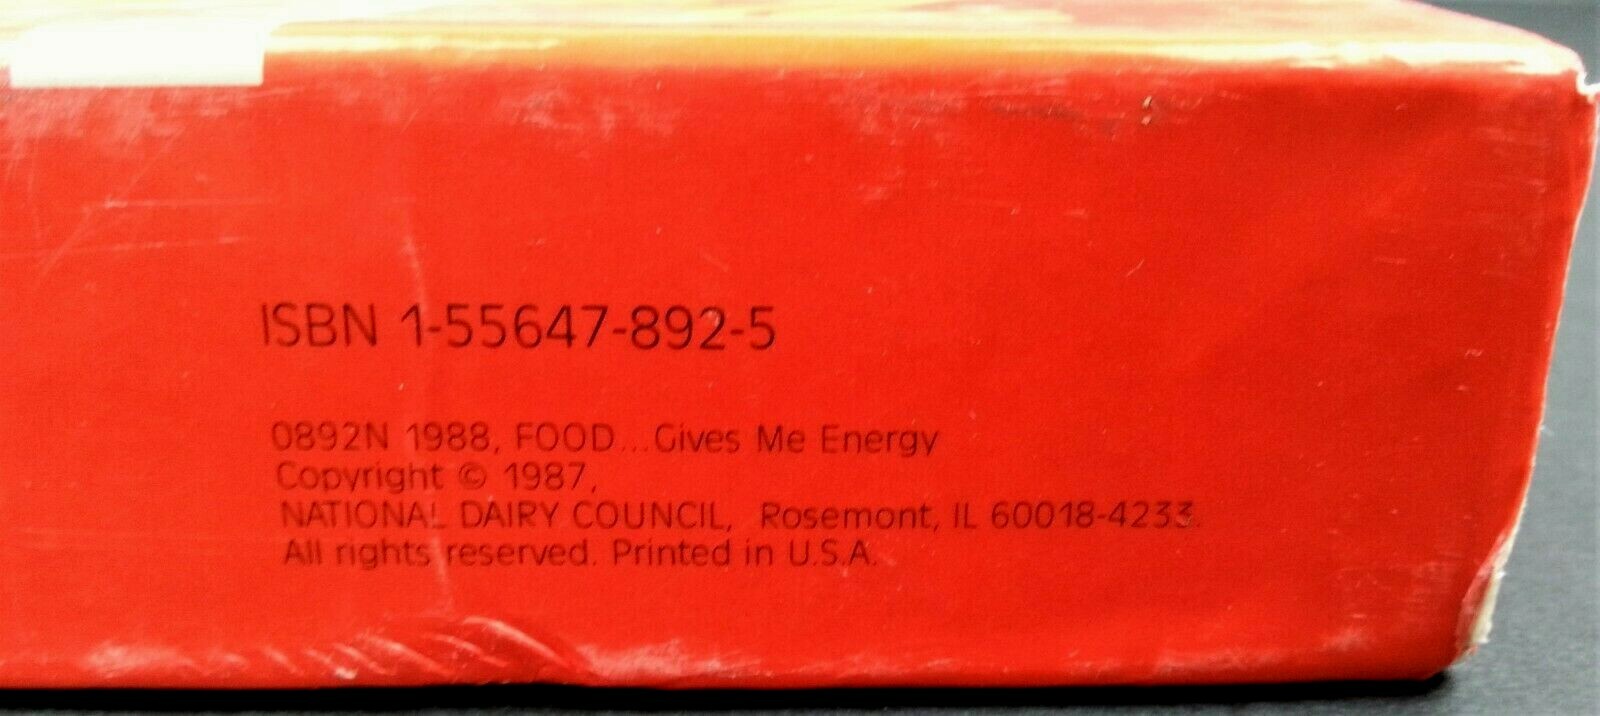 ISBN 1-55647-892-5
0892N 1988, FOOD...Gives Me Energy
Copyright © 1987,
NATIONAL DAIRY COUNCIL, Rosemont, IL 60018-4233.
All rights reserved. Printed in U.S.A.